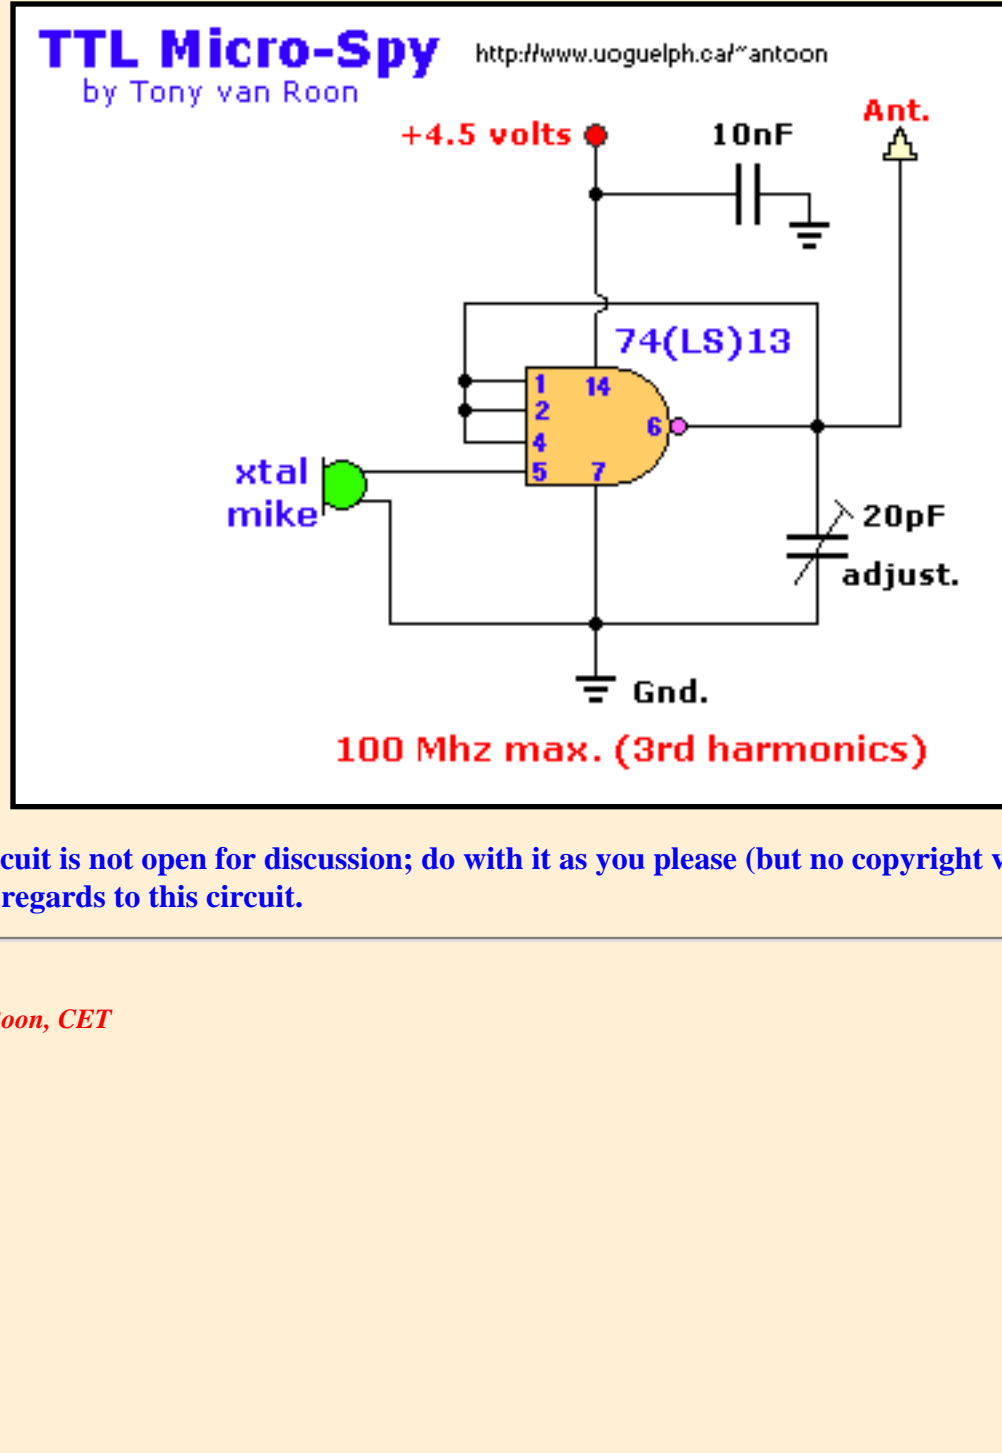 TTL Micro-Spy
http://www.uoguelph.ca/~antoon
by Tony van Roon
+4.5 volts
10nF
Ant.
74(LS)13
1
14
2
6
4
5
7
xtal
mike
20pF
adjust.
Gnd.
100 Mhz max. (3rd harmonics)
cuit is not open for discussion; do with it as you please (but no copyright
regards to this circuit.
oon, CET